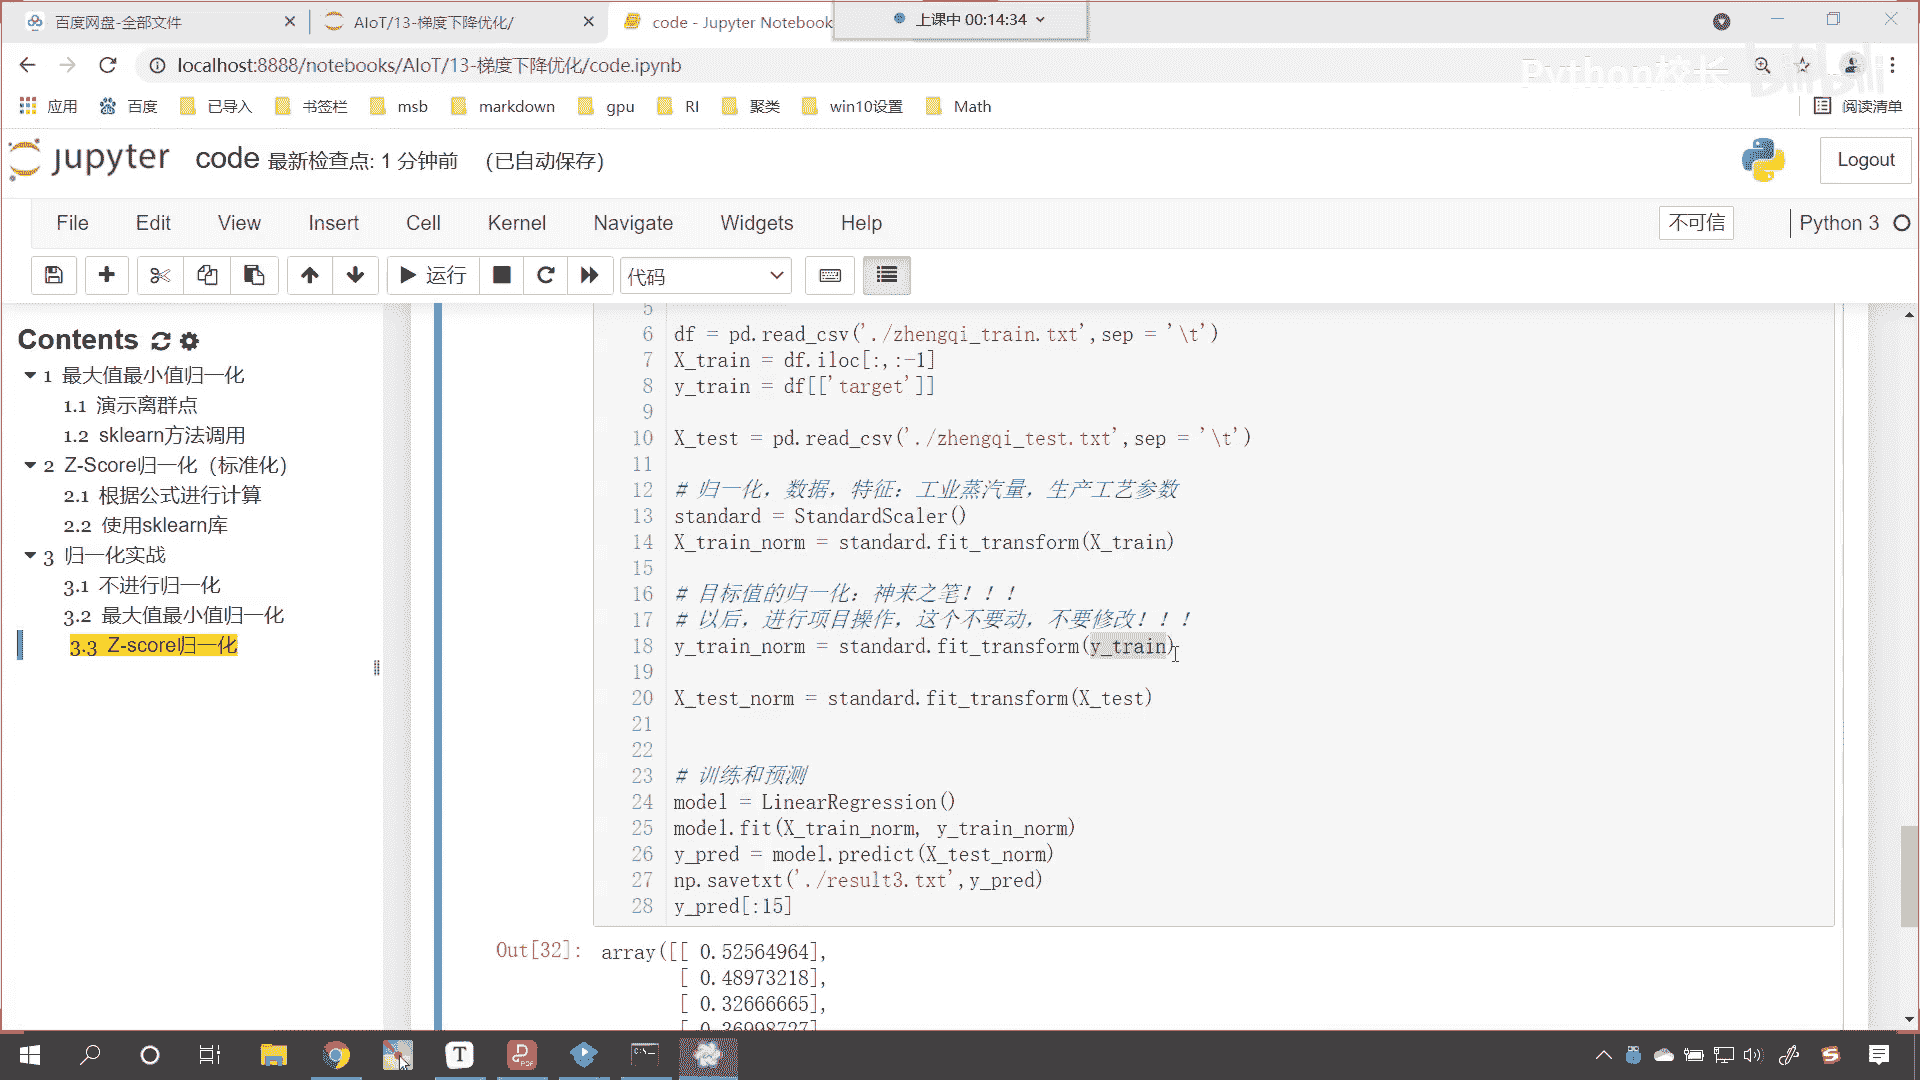 百度网盘-全部文件
AIoT/13-梯度下降优化/
code - Jupyter Notebook
上课中 00:14:34
localhost:8888/notebooks/AIoT/13-梯度下降优化/code.ipynb
Python校长
bilibili
应用 百度 已导入 书签栏 msb markdown gpu RI 聚类 win10设置 Math 阅读清单
jupyter code 最新检查点: 1 分钟前 (已自动保存)
Logout
File Edit View Insert Cell Kernel Navigate Widgets Help
不可信
Python 3
运行
代码
Contents
1 最大值最小值归一化
1.1 演示离群点
1.2 sklearn方法调用
2 Z-Score归一化（标准化）
2.1 根据公式进行计算
2.2 使用sklearn库
3 归一化实战
3.1 不进行归一化
3.2 最大值最小值归一化
3.3 Z-score归一化
5
6 df = pd.read_csv('./zhengqi_train.txt',sep = '\t')
7 X_train = df.iloc[:,:-1]
8 y_train = df[['target']]
9
10 X_test = pd.read_csv('./zhengqi_test.txt',sep = '\t')
11
12 # 归一化，数据，特征：工业蒸汽量，生产工艺参数
13 standard = StandardScaler()
14 X_train_norm = standard.fit_transform(X_train)
15
16 # 目标值的归一化：神来之笔！！！
17 # 以后，进行项目操作，这个不要动，不要修改！！！
18 y_train_norm = standard.fit_transform(y_train)
19
20 X_test_norm = standard.fit_transform(X_test)
21
22
23 # 训练和预测
24 model = LinearRegression()
25 model.fit(X_train_norm, y_train_norm)
26 y_pred = model.predict(X_test_norm)
27 np.savetxt('./result3.txt',y_pred)
28 y_pred[:15]
Out[32]: array([[ 0.52564964],
[ 0.48973218],
[ 0.32666665],
[ 0.36998727]